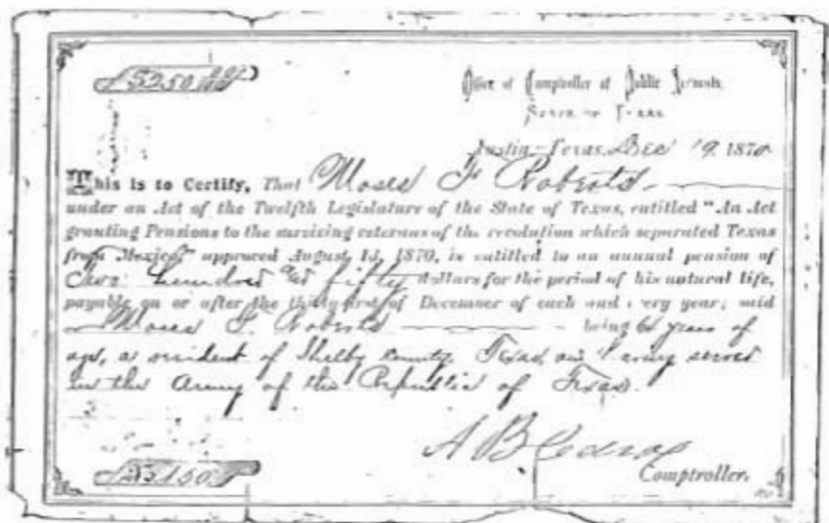 $250
Office of Comptroller of Public Accounts,
State of Texas
Austin, Texas, Dec 19 1870
This is to Certify, That Moses F Roberts
under an Act of the Twelfth Legislature of the State of Texas, entitled "An Act
granting Pensions to the surviving veterans of the revolution which separated Texas
from Mexico," approved August 13, 1870, is entitled to an annual pension of
Two hundred and fifty dollars for the period of his natural life,
payable on or after the thirty-first of December of each and every year; said
Moses F. Roberts being 64 years of
age, a resident of Shelby County Texas and having served
in the Army of the Republic of Texas.
A B
Comptroller.